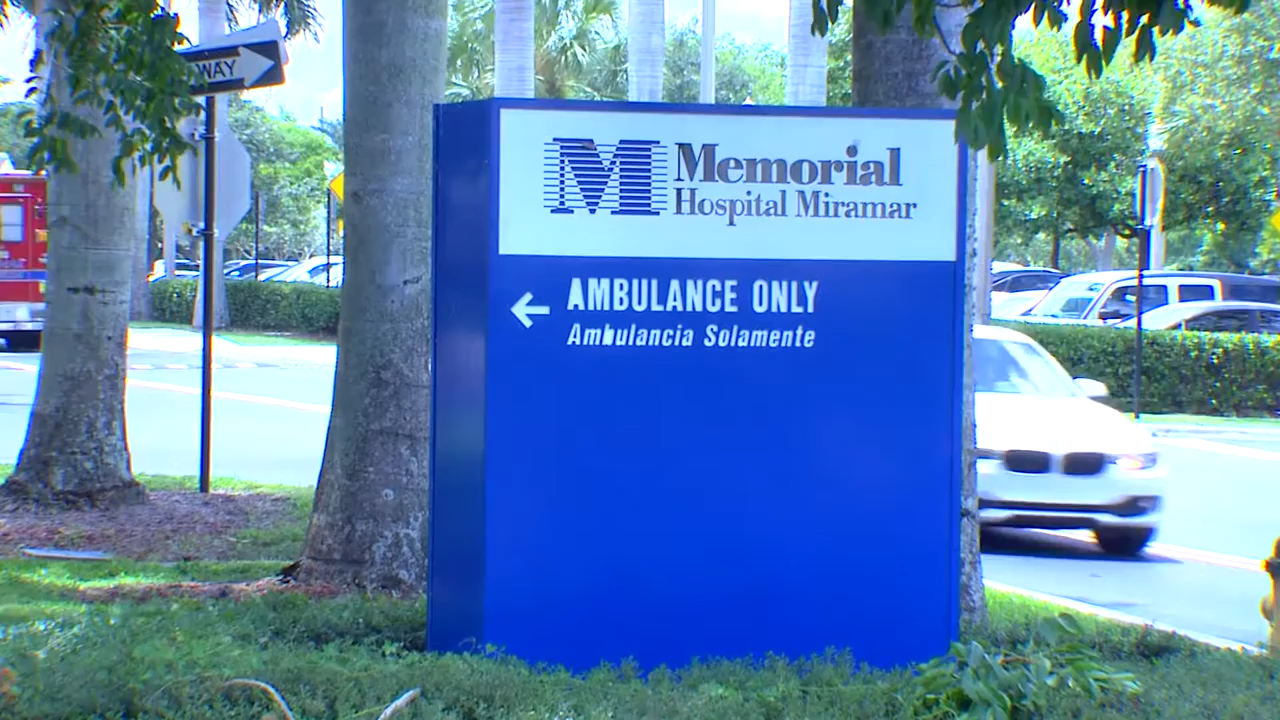 WAY
M Memorial
Hospital Miramar
← AMBULANCE ONLY
Ambulancia Solamente